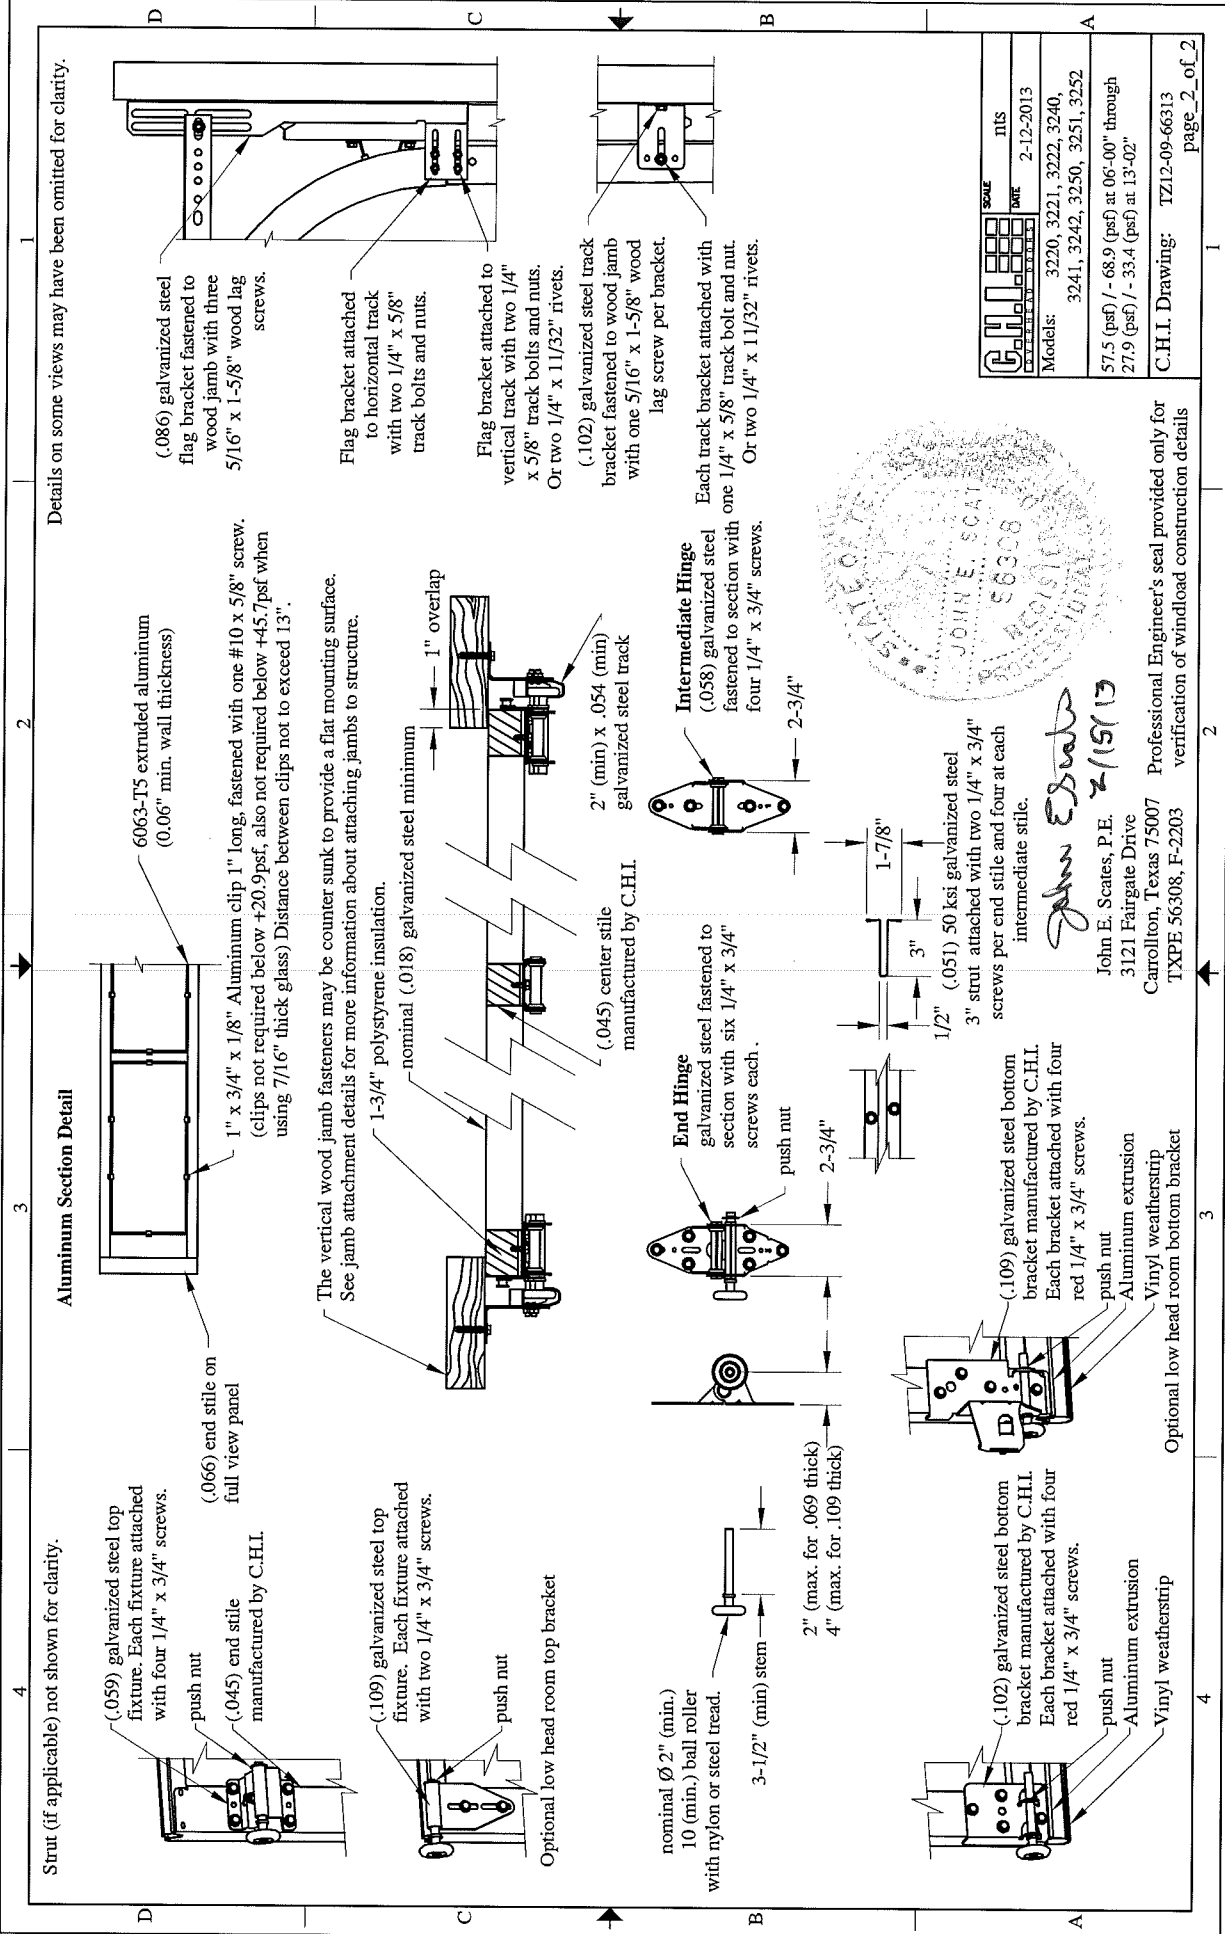 4
3
2
1
D
C
B
A
Strut (if applicable) not shown for clarity.
Details on some views may have been omitted for clarity.
(.059) galvanized steel top
fixture. Each fixture attached
with four 1/4" x 3/4" screws.
push nut
(.045) end stile
manufactured by C.H.I.
(.109) galvanized steel top
fixture. Each fixture attached
with two 1/4" x 3/4" screws.
push nut
Optional low head room top bracket
nominal Ø 2" (min.)
10 (min.) ball roller
with nylon or steel tread.
3-1/2" (min) stem
2" (max. for .069 thick)
4" (max. for .109 thick)
(.102) galvanized steel bottom
bracket manufactured by C.H.I.
Each bracket attached with four
red 1/4" x 3/4" screws.
push nut
Aluminum extrusion
Vinyl weatherstrip
Aluminum Section Detail
(.066) end stile on
full view panel
6063-T5 extruded aluminum
(0.06" min. wall thickness)
1" x 3/4" x 1/8" Aluminum clip 1" long, fastened with one #10 x 5/8" screw.
(clips not required below +20.9psf, also not required below +45.7psf when
using 7/16" thick glass) Distance between clips not to exceed 13".
The vertical wood jamb fasteners may be counter sunk to provide a flat mounting surface.
See jamb attachment details for more information about attaching jambs to structure.
1-3/4" polystyrene insulation.
nominal (.018) galvanized steel minimum
1" overlap
(.045) center stile
manufactured by C.H.I.
2" (min) x .054 (min)
galvanized steel track
End Hinge
galvanized steel fastened to
section with six 1/4" x 3/4"
screws each.
push nut
2-3/4"
Intermediate Hinge
(.058) galvanized steel
fastened to section with
four 1/4" x 3/4" screws.
2-3/4"
(.109) galvanized steel bottom
bracket manufactured by C.H.I.
Each bracket attached with four
red 1/4" x 3/4" screws.
push nut
Aluminum extrusion
Vinyl weatherstrip
Optional low head room bottom bracket
1/2"
3"
1-7/8"
(.051) 50 ksi galvanized steel
3" strut attached with two 1/4" x 3/4"
screws per end stile and four at each
intermediate stile.
(.086) galvanized steel
flag bracket fastened to
wood jamb with three
5/16" x 1-5/8" wood lag
screws.
Flag bracket attached
to horizontal track
with two 1/4" x 5/8"
track bolts and nuts.
Flag bracket attached to
vertical track with two 1/4"
x 5/8" track bolts and nuts.
Or two 1/4" x 11/32" rivets.
(.102) galvanized steel track
bracket fastened to wood jamb
with one 5/16" x 1-5/8" wood
lag screw per bracket.
Each track bracket attached with
one 1/4" x 5/8" track bolt and nut.
Or two 1/4" x 11/32" rivets.
STATE OF TE
JOHN E. SCAT
56308
REGISTE
PROFESSIONAL
John E Scates
2/15/13
John E. Scates, P.E.
3121 Fairgate Drive
Carrollton, Texas 75007
TXPE 56308, F-2203
Professional Engineer's seal provided only for
verification of windload construction details
C.H.I.
OVERHEAD DOORS
SCALE nts
DATE 2-12-2013
Models: 3220, 3221, 3222, 3240,
3241, 3242, 3250, 3251, 3252
57.5 (psf) / - 68.9 (psf) at 06'-00" through
27.9 (psf) / - 33.4 (psf) at 13'-02"
C.H.I. Drawing: TZ12-09-66313
page_2_of_2
4
3
2
1
D
C
B
A